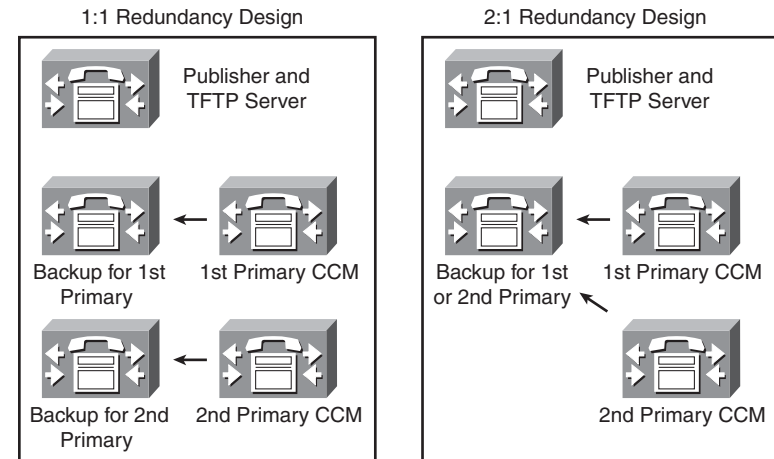 1:1 Redundancy Design
Publisher and
TFTP Server
Backup for 1st
Primary
1st Primary CCM
Backup for 2nd
Primary
2nd Primary CCM
2:1 Redundancy Design
Publisher and
TFTP Server
Backup for 1st
or 2nd Primary
1st Primary CCM
2nd Primary CCM